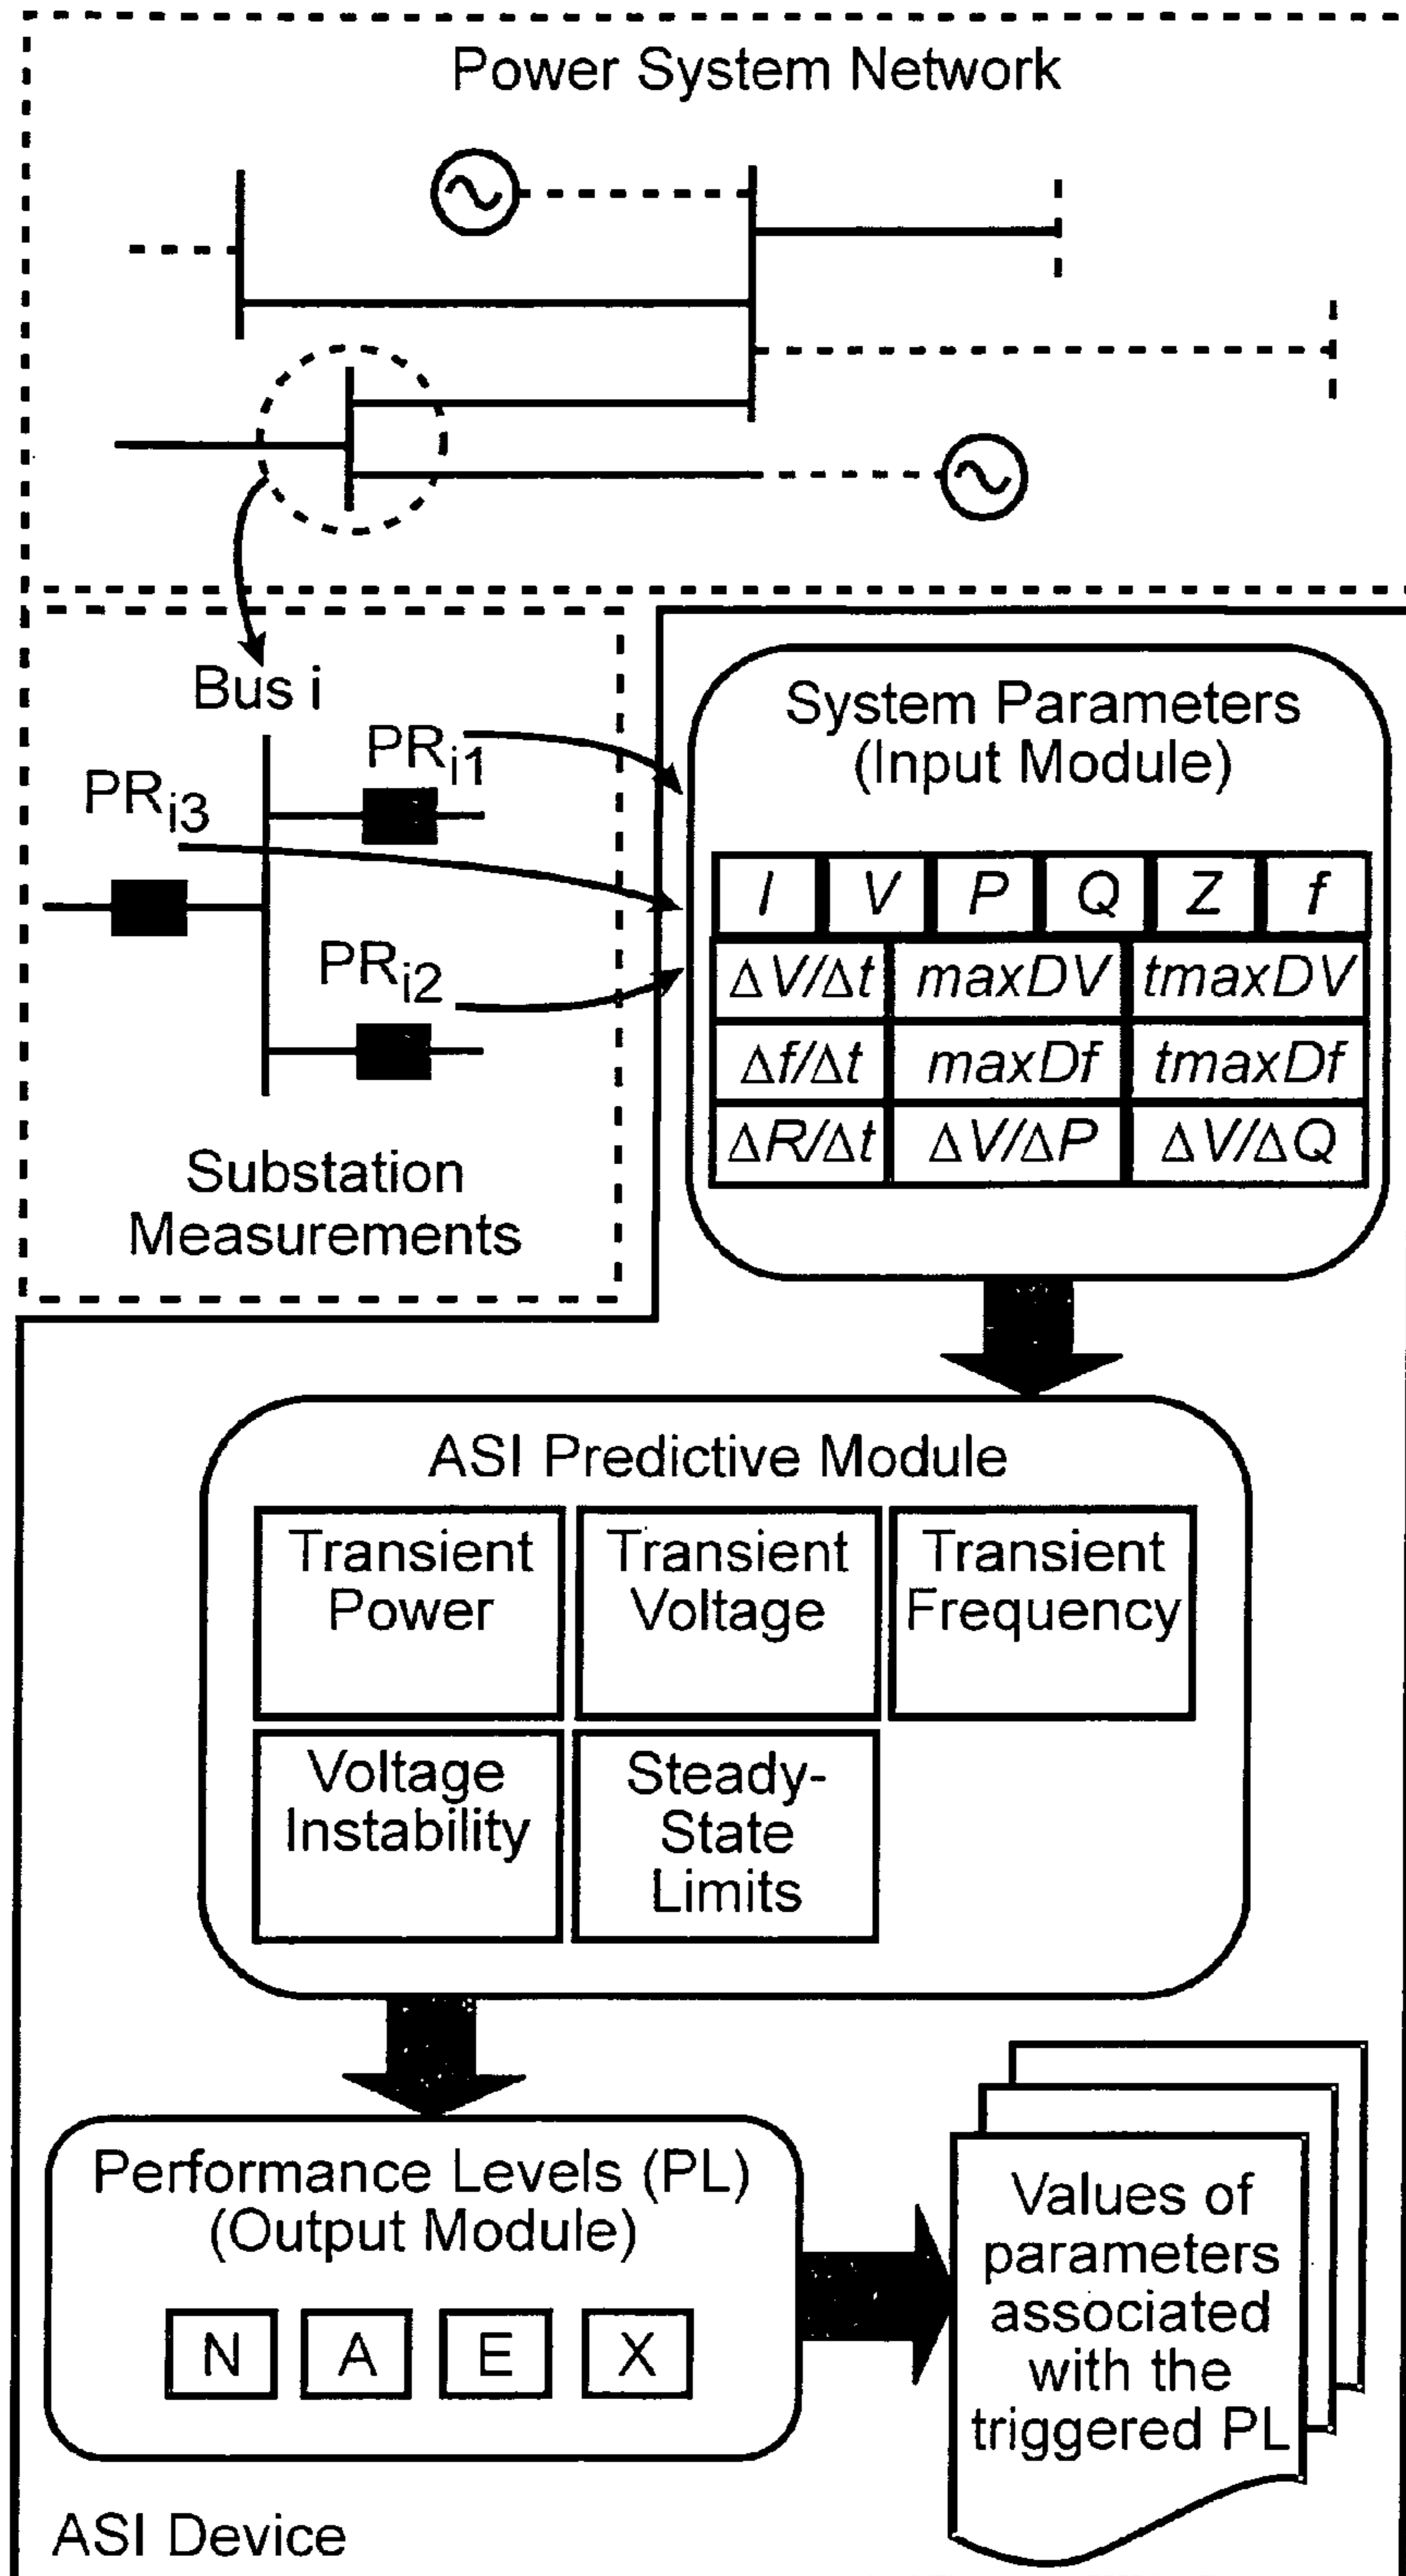 Power System Network
Bus i
PRi1
PRi3
PRi2
Substation
Measurements
System Parameters
(Input Module)
I V P Q Z f
ΔV/Δt maxDV tmaxDV
Δf/Δt maxDf tmaxDf
ΔR/Δt ΔV/ΔP ΔV/ΔQ
ASI Predictive Module
Transient
Power
Transient
Voltage
Transient
Frequency
Voltage
Instability
Steady-
State
Limits
Performance Levels (PL)
(Output Module)
N A E X
Values of
parameters
associated
with the
triggered PL
ASI Device